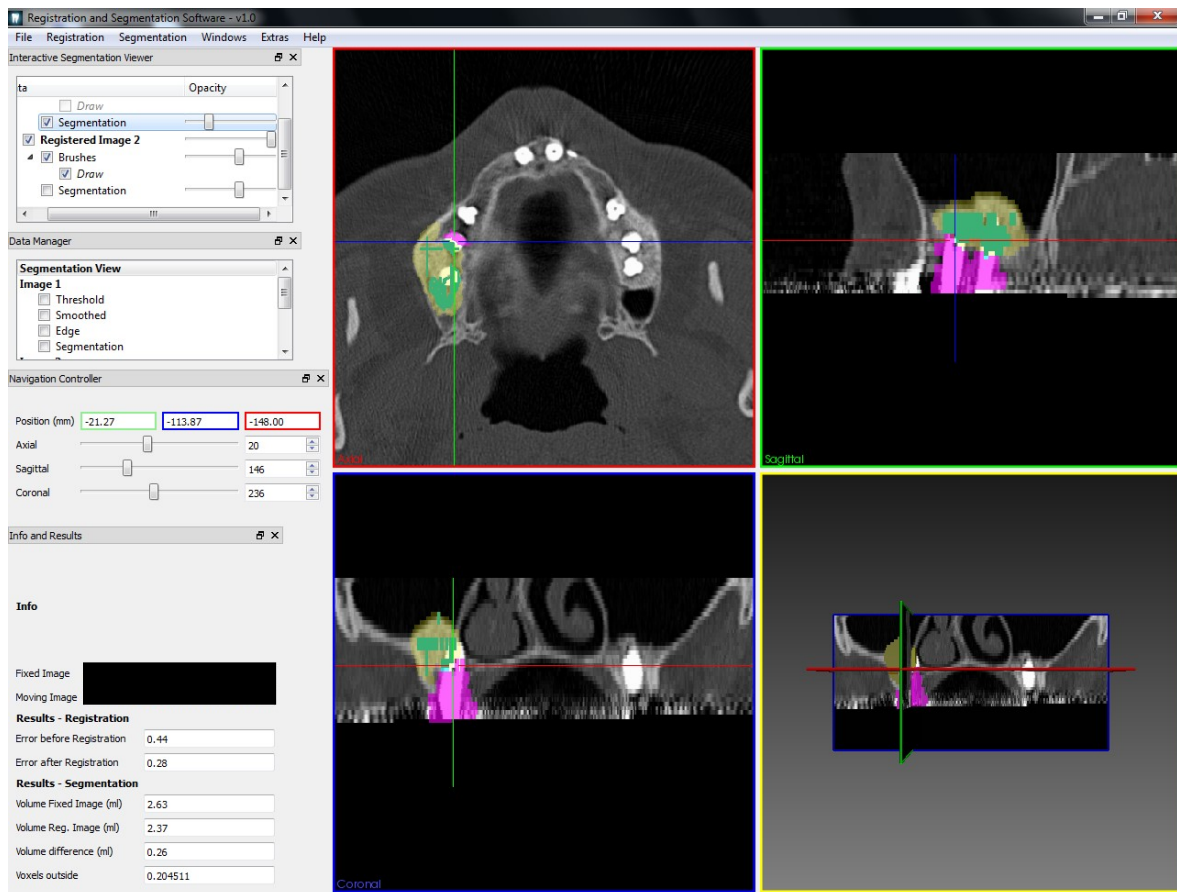 Registration and Segmentation Software - v1.0
File Registration Segmentation Windows Extras Help
Interactive Segmentation Viewer
ta Opacity
Draw
Segmentation
Registered Image 2
Brushes
Draw
Segmentation
Data Manager
Segmentation View
Image 1
Threshold
Smoothed
Edge
Segmentation
Navigation Controller
Position (mm) -21.27 -113.87 -148.00
Axial 20
Sagittal 146
Coronal 236
Info and Results
Info
Fixed Image
Moving Image
Results - Registration
Error before Registration 0.44
Error after Registration 0.28
Results - Segmentation
Volume Fixed Image (ml) 2.63
Volume Reg. Image (ml) 2.37
Volume difference (ml) 0.26
Voxels outside 0.204511
Axial
Sagittal
Coronal